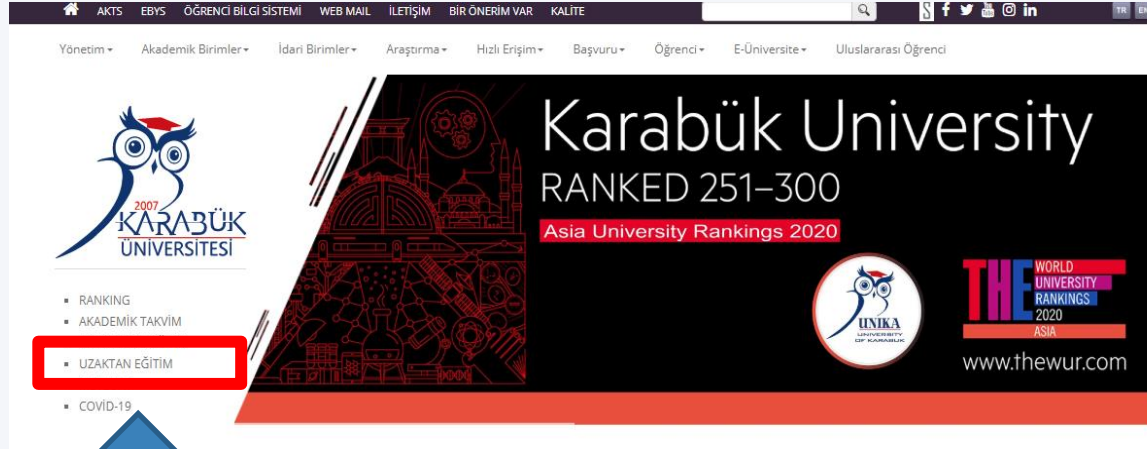 AKTS EBYS ÖĞRENCİ BİLGİ SİSTEMİ WEB MAIL İLETİŞİM BİR ÖNERİM VAR KALİTE TR EN
Yönetim Akademik Birimler İdari Birimler Araştırma Hızlı Erişim Başvuru Öğrenci E-Üniversite Uluslararası Öğrenci
2007
KARABÜK
ÜNİVERSİTESİ
RANKING
AKADEMİK TAKVİM
UZAKTAN EĞİTİM
COVİD-19
Karabük University
RANKED 251–300
Asia University Rankings 2020
UNIKA
UNIVERSITY
OF KARABUK
THE
WORLD
UNIVERSITY
RANKINGS
2020
ASIA
www.thewur.com